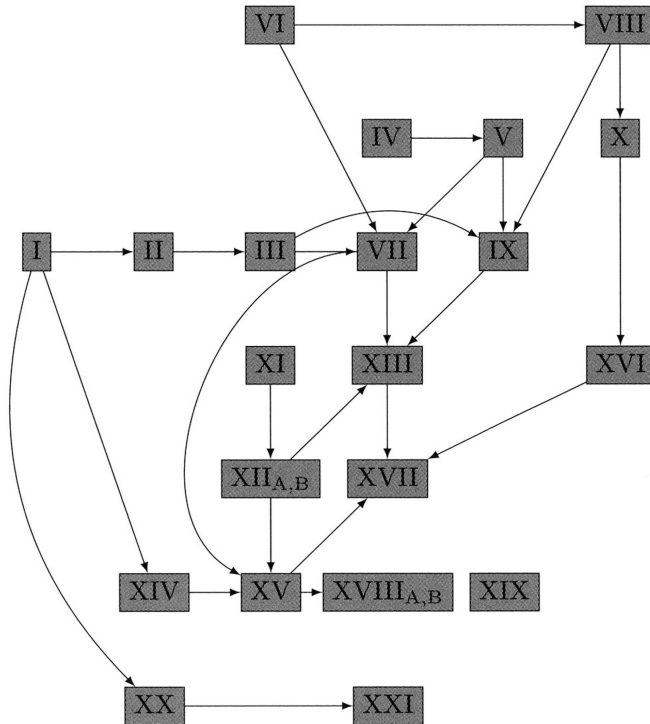 VI VIII
IV V X
I II III VII IX
XI XIII XVI
XII_A,B XVII
XIV XV XVIII_A,B XIX
XX XXI